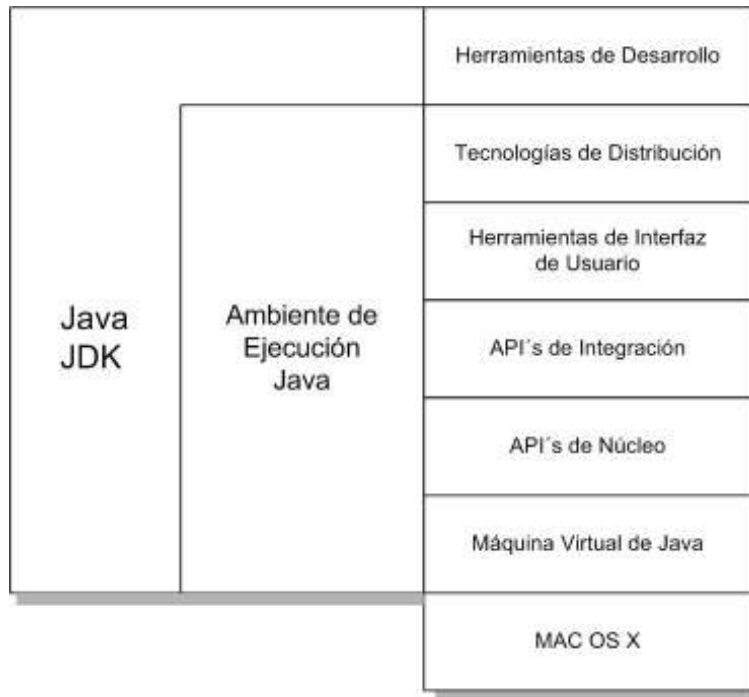 Java
JDK
Ambiente de
Ejecución
Java
Herramientas de Desarrollo
Tecnologías de Distribución
Herramientas de Interfaz
de Usuario
API´s de Integración
API´s de Núcleo
Máquina Virtual de Java
MAC OS X